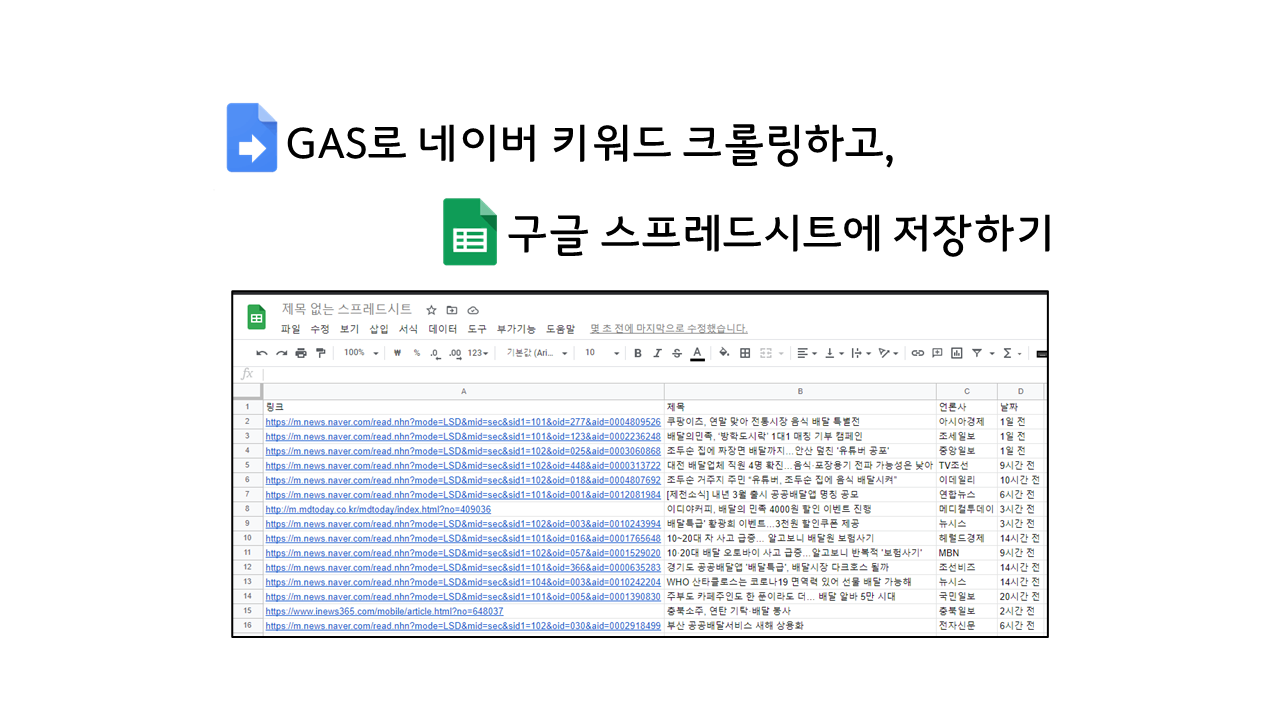 GAS로 네이버 키워드 크롤링하고,
구글 스프레드시트에 저장하기
제목 없는 스프레드시트
파일 수정 보기 삽입 서식 데이터 도구 부가기능 도움말 몇 초 전에 마지막으로 수정했습니다.
100% ₩ % .0 .00 123 기본값 (Ari... 10 B I S A
fx
A B C D
1 링크 제목 언론사 날짜
2 https://m.news.naver.com/read.nhn?mode=LSD&mid=sec&sid1=101&oid=277&aid=0004809526 쿠팡이츠, 연말 맞아 전통시장 음식 배달 특별전 아시아경제 1일 전
3 https://m.news.naver.com/read.nhn?mode=LSD&mid=sec&sid1=101&oid=123&aid=0002236248 배달의민족, '방학도시락' 1대1 매칭 기부 캠페인 조세일보 1일 전
4 https://m.news.naver.com/read.nhn?mode=LSD&mid=sec&sid1=102&oid=025&aid=0003060868 조두순 집에 짜장면 배달까지…안산 덮친 '유튜버 공포' 중앙일보 1일 전
5 https://m.news.naver.com/read.nhn?mode=LSD&mid=sec&sid1=102&oid=448&aid=0000313722 대전 배달업체 직원 4명 확진…음식·포장용기 전파 가능성은 낮아 TV조선 9시간 전
6 https://m.news.naver.com/read.nhn?mode=LSD&mid=sec&sid1=102&oid=018&aid=0004807692 조두순 거주지 주민 "유튜버, 조두순 집에 음식 배달시켜" 이데일리 10시간 전
7 https://m.news.naver.com/read.nhn?mode=LSD&mid=sec&sid1=101&oid=001&aid=0012081984 [제천소식] 내년 3월 출시 공공배달앱 명칭 공모 연합뉴스 6시간 전
8 http://m.mdtoday.co.kr/mdtoday/index.html?no=409036 이디야커피, 배달의 민족 4000원 할인 이벤트 진행 메디컬투데이 3시간 전
9 https://m.news.naver.com/read.nhn?mode=LSD&mid=sec&sid1=102&oid=003&aid=0010243994 배달특급' 황광희 이벤트…3천원 할인쿠폰 제공 뉴시스 3시간 전
10 https://m.news.naver.com/read.nhn?mode=LSD&mid=sec&sid1=101&oid=016&aid=0001765648 10~20대 차 사고 급증… 알고보니 배달원 보험사기 헤럴드경제 14시간 전
11 https://m.news.naver.com/read.nhn?mode=LSD&mid=sec&sid1=102&oid=057&aid=0001529020 10·20대 배달 오토바이 사고 급증…알고보니 반복적 '보험사기' MBN 9시간 전
12 https://m.news.naver.com/read.nhn?mode=LSD&mid=sec&sid1=101&oid=366&aid=0000635283 경기도 공공배달앱 '배달특급', 배달시장 다크호스 될까 조선비즈 14시간 전
13 https://m.news.naver.com/read.nhn?mode=LSD&mid=sec&sid1=104&oid=003&aid=0010242204 WHO 산타클로스는 코로나19 면역력 있어 선물 배달 가능해 뉴시스 14시간 전
14 https://m.news.naver.com/read.nhn?mode=LSD&mid=sec&sid1=101&oid=005&aid=0001390830 주부도 카페주인도 한 푼이라도 더… 배달 알바 5만 시대 국민일보 20시간 전
15 https://www.inews365.com/mobile/article.html?no=648037 충북소주, 연탄 기탁·배달 봉사 충북일보 2시간 전
16 https://m.news.naver.com/read.nhn?mode=LSD&mid=sec&sid1=102&oid=030&aid=0002918499 부산 공공배달서비스 새해 상용화 전자신문 6시간 전